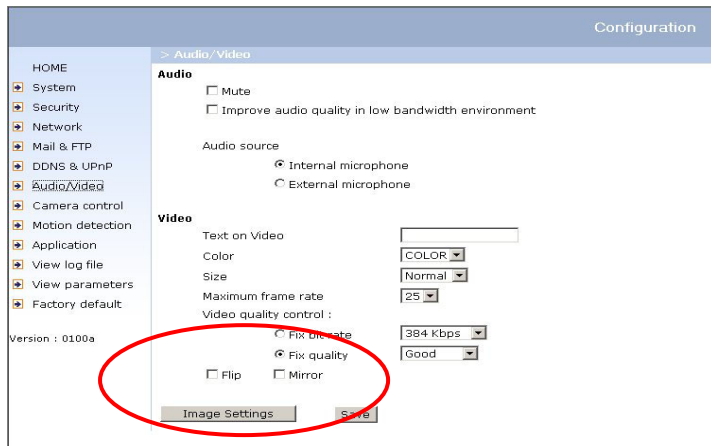 Configuration
> Audio/Video
HOME
System
Security
Network
Mail & FTP
DDNS & UPnP
Audio/Video
Camera control
Motion detection
Application
View log file
View parameters
Factory default
Version : 0100a
Audio
Mute
Improve audio quality in low bandwidth environment
Audio source
Internal microphone
External microphone
Video
Text on Video
Color COLOR
Size Normal
Maximum frame rate 25
Video quality control :
Fix bit rate 384 Kbps
Fix quality Good
Flip Mirror
Image Settings Save